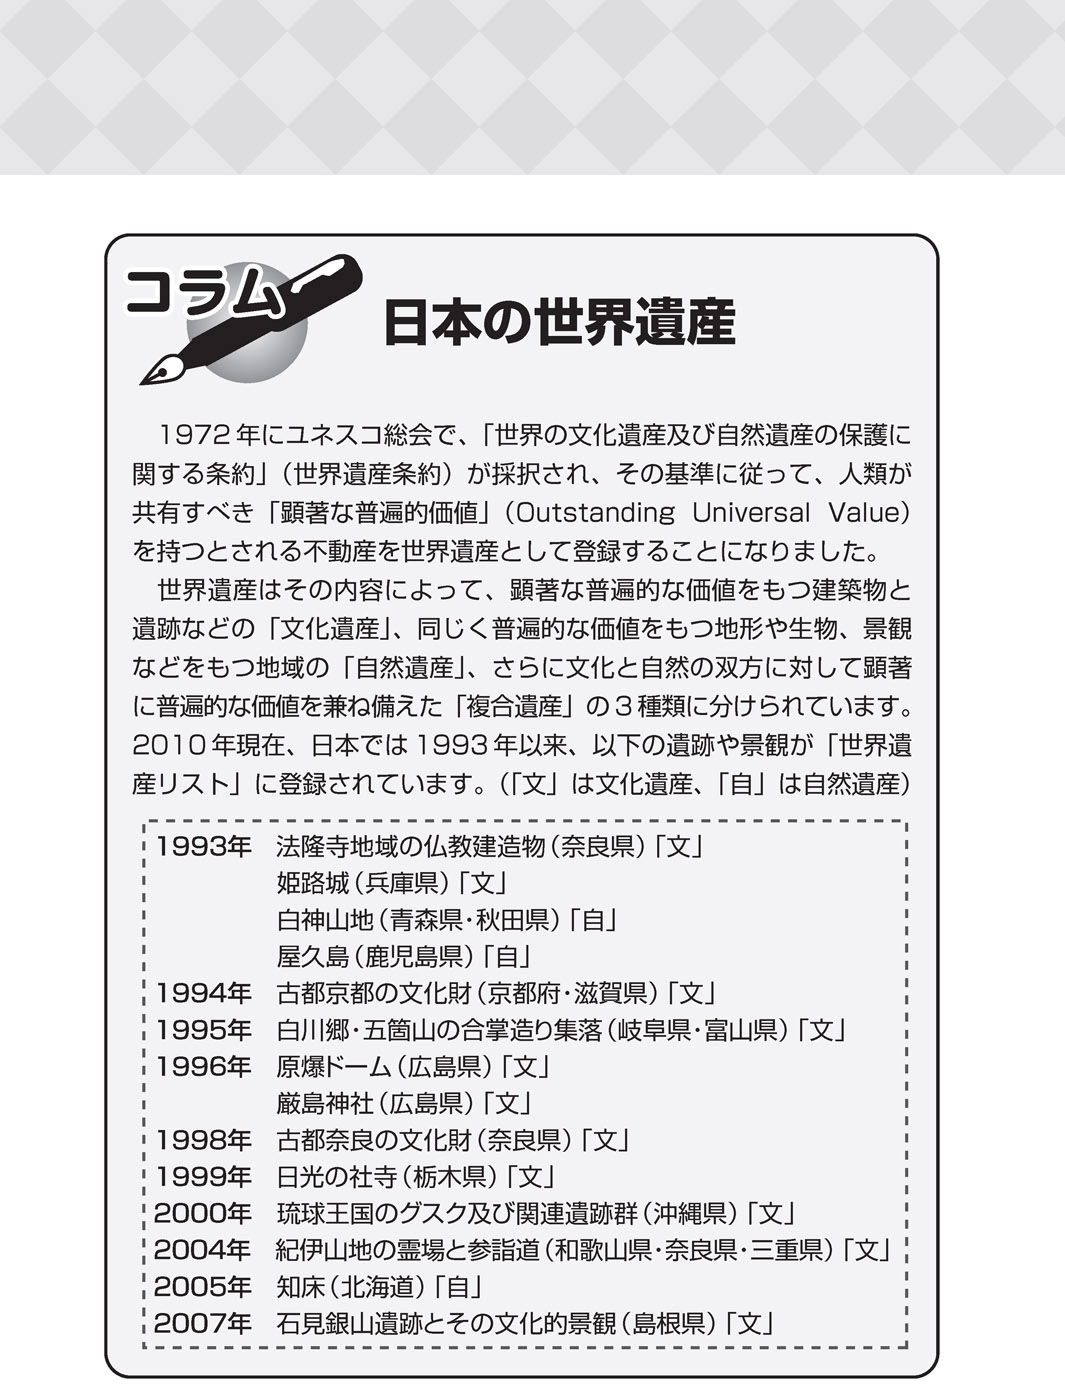 コラム
日本の世界遺産
　1972年にユネスコ総会で、「世界の文化遺産及び自然遺産の保護に
関する条約」（世界遺産条約）が採択され、その基準に従って、人類が
共有すべき「顕著な普遍的価値」（Outstanding Universal Value）
を持つとされる不動産を世界遺産として登録することになりました。
　世界遺産はその内容によって、顕著な普遍的な価値をもつ建築物と
遺跡などの「文化遺産」、同じく普遍的な価値をもつ地形や生物、景観
などをもつ地域の「自然遺産」、さらに文化と自然の双方に対して顕著
に普遍的な価値を兼ね備えた「複合遺産」の３種類に分けられています。
2010年現在、日本では1993年以来、以下の遺跡や景観が「世界遺
産リスト」に登録されています。（「文」は文化遺産、「自」は自然遺産）
1993年　法隆寺地域の仏教建造物（奈良県）「文」
姫路城（兵庫県）「文」
白神山地（青森県・秋田県）「自」
屋久島（鹿児島県）「自」
1994年　古都京都の文化財（京都府・滋賀県）「文」
1995年　白川郷・五箇山の合掌造り集落（岐阜県・富山県）「文」
1996年　原爆ドーム（広島県）「文」
厳島神社（広島県）「文」
1998年　古都奈良の文化財（奈良県）「文」
1999年　日光の社寺（栃木県）「文」
2000年　琉球王国のグスク及び関連遺跡群（沖縄県）「文」
2004年　紀伊山地の霊場と参詣道（和歌山県・奈良県・三重県）「文」
2005年　知床（北海道）「自」
2007年　石見銀山遺跡とその文化的景観（島根県）「文」